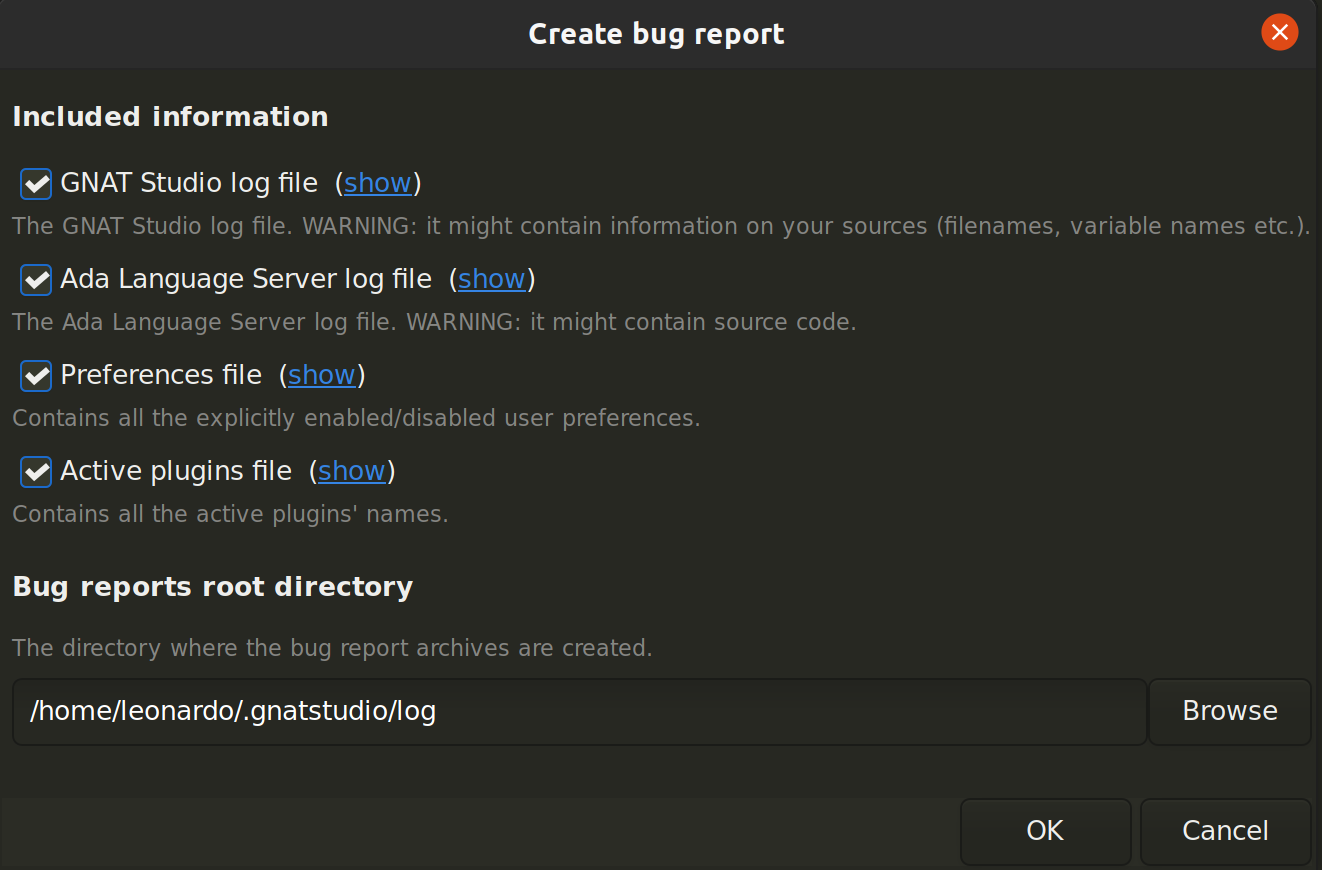 Create bug report
Included information
GNAT Studio log file (show)
The GNAT Studio log file. WARNING: it might contain information on your sources (filenames, variable names etc.).
Ada Language Server log file (show)
The Ada Language Server log file. WARNING: it might contain source code.
Preferences file (show)
Contains all the explicitly enabled/disabled user preferences.
Active plugins file (show)
Contains all the active plugins' names.
Bug reports root directory
The directory where the bug report archives are created.
/home/leonardo/.gnatstudio/log Browse
OK Cancel